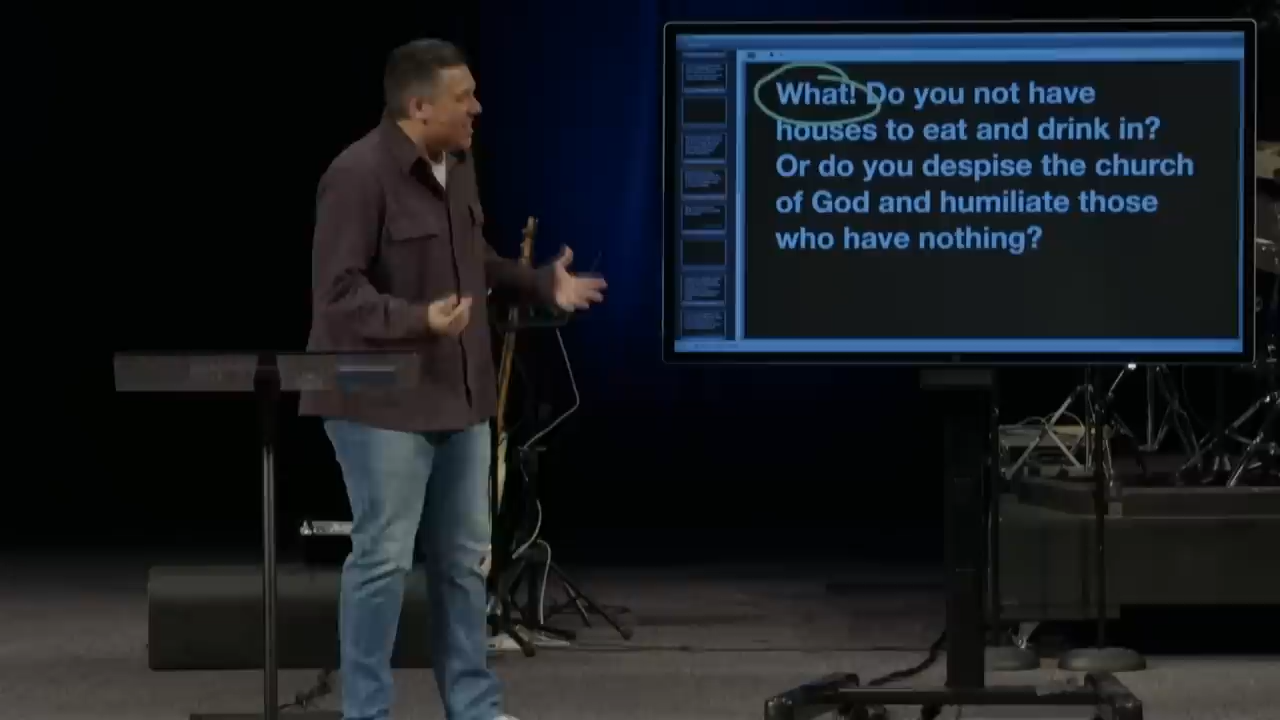 What! Do you not have
houses to eat and drink in?
Or do you despise the church
of God and humiliate those
who have nothing?